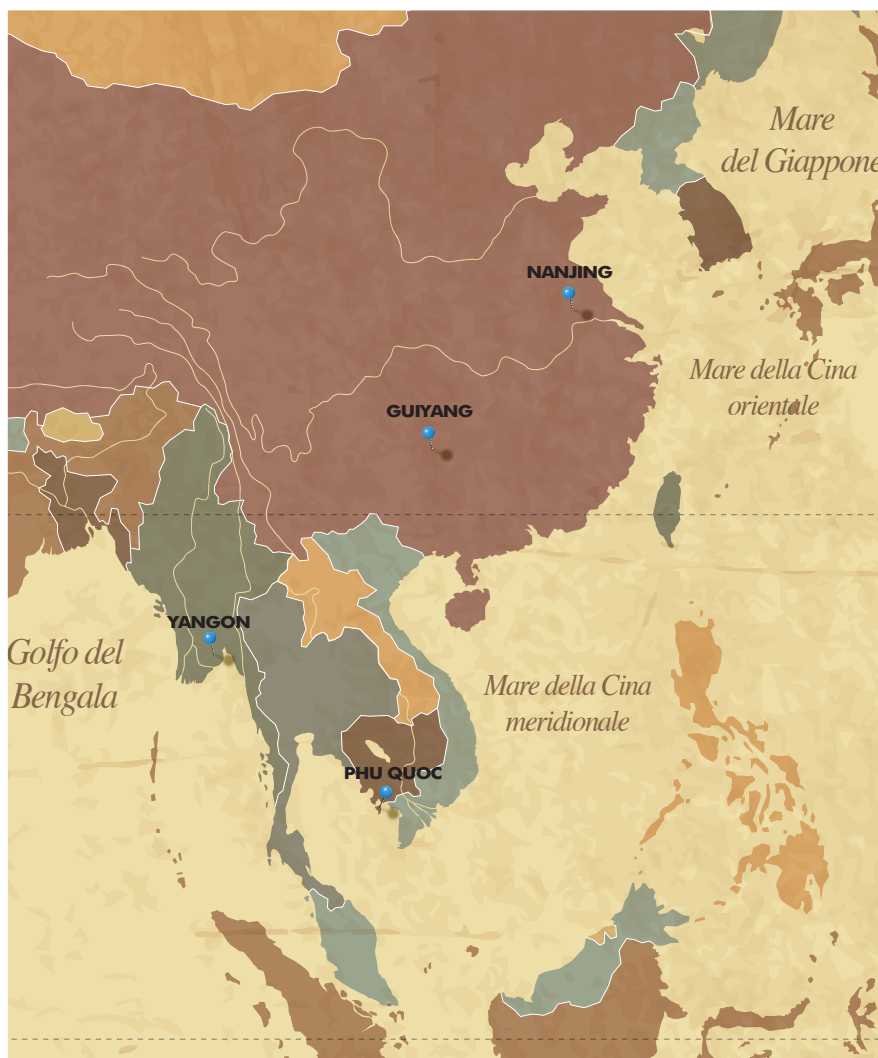 Mare
del Giappone
NANJING
Mare della Cina
orientale
GUIYANG
YANGON
Golfo del
Bengala
Mare della Cina
meridionale
PHU QUOC